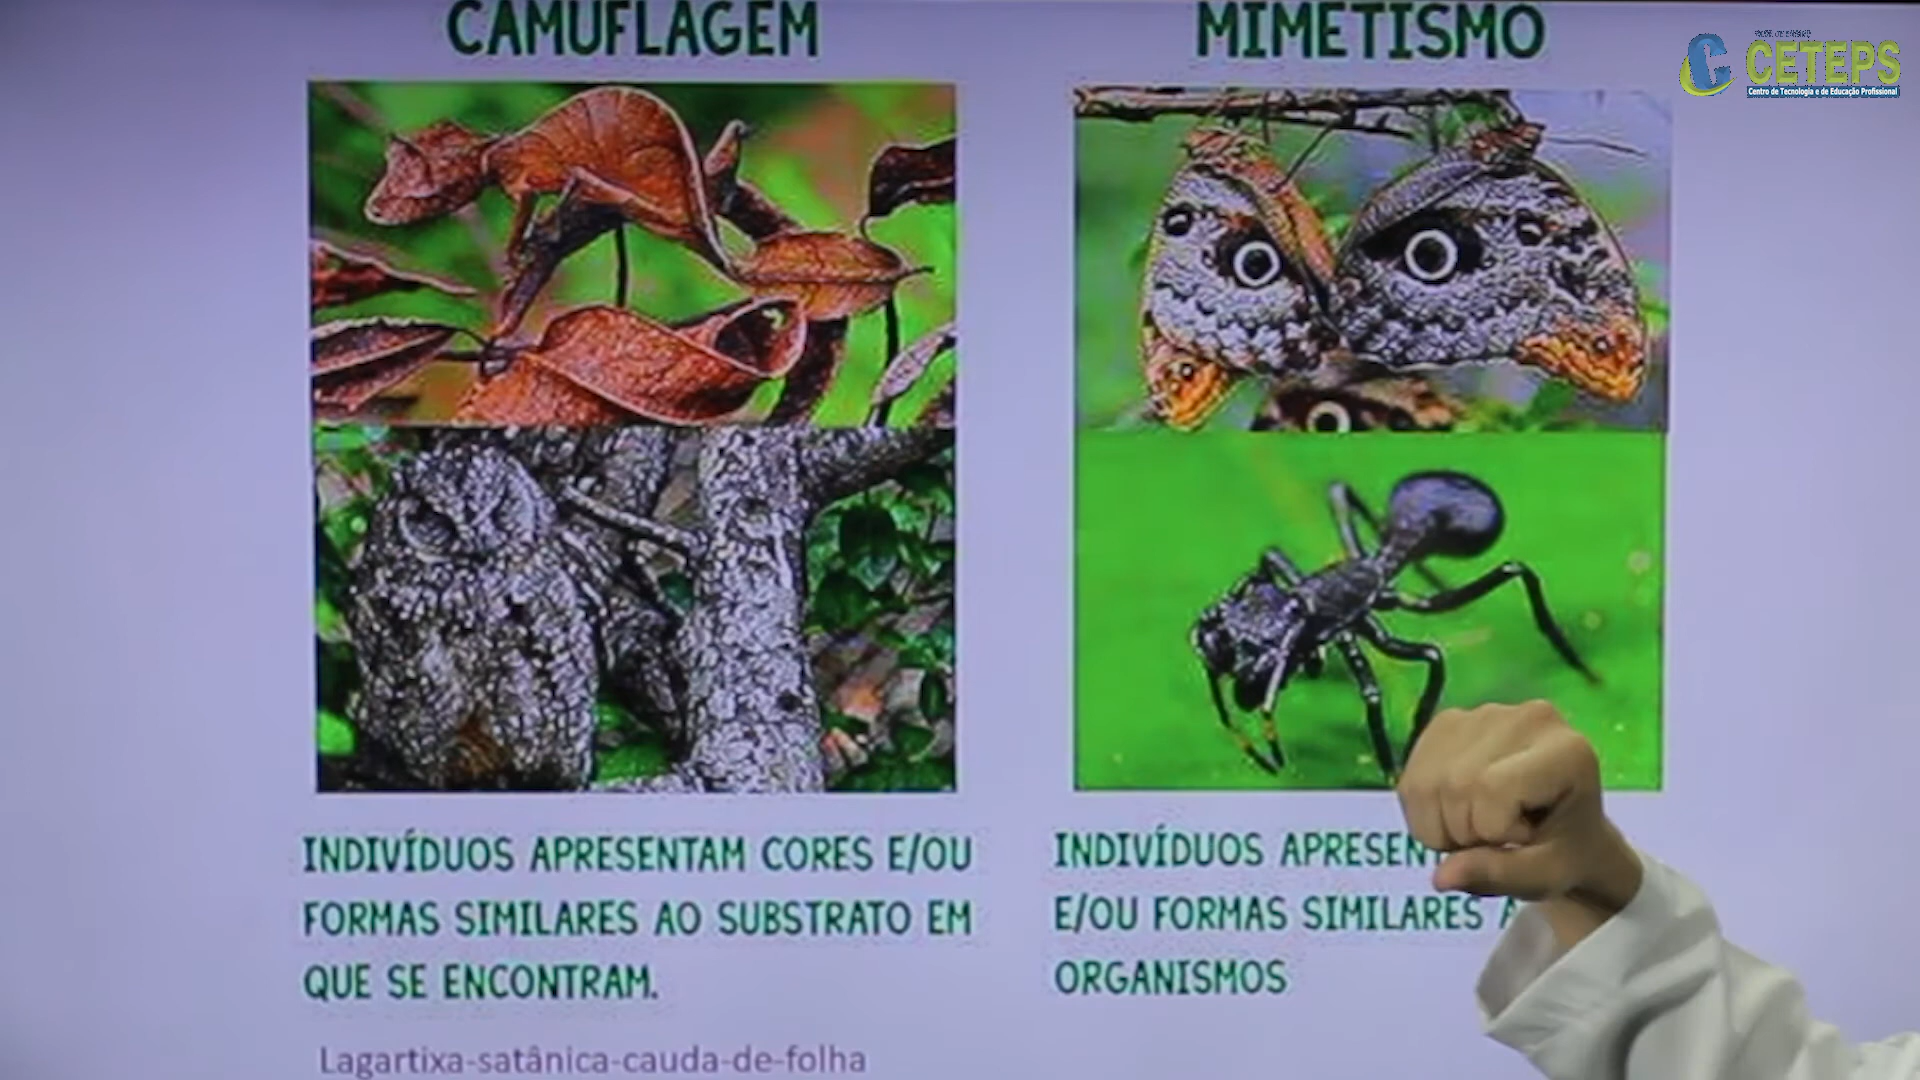 CAMUFLAGEM
MIMETISMO
CETEPS
Centro de Tecnologia e de Educação Profissional
INDIVÍDUOS APRESENTAM CORES E/OU
FORMAS SIMILARES AO SUBSTRATO EM
QUE SE ENCONTRAM.
Lagartixa-satânica-cauda-de-folha
INDIVÍDUOS
E/OU FORMAS SIMILARES
ORGANISMOS